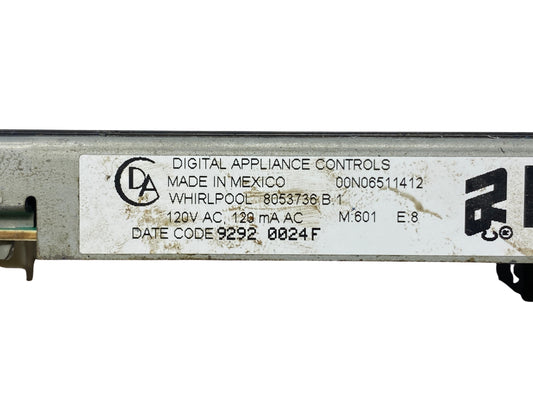 DIGITAL APPLIANCE CONTROLS
MADE IN MEXICO 00N06511412
WHIRLPOOL 8053736 B.1
120V AC, 129 mA AC M:601 E:8
DATE CODE 9292 0024F